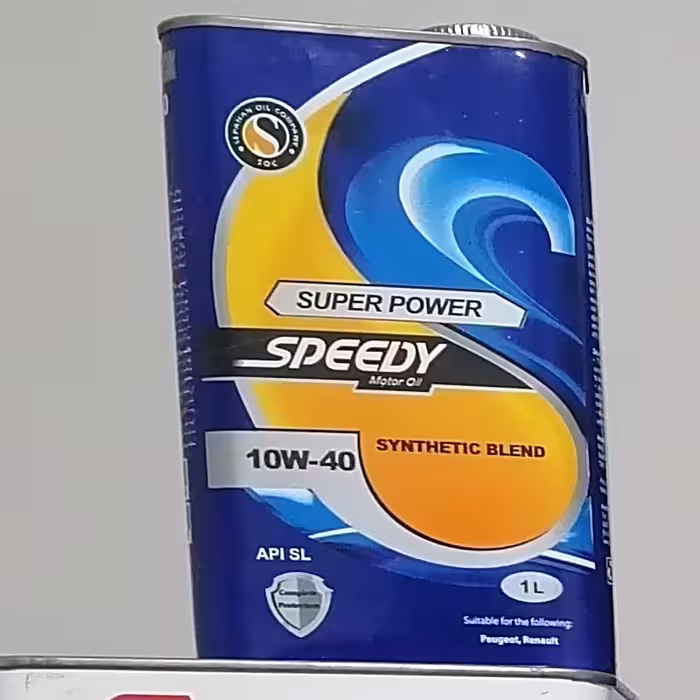 SEPAHAN OIL COMPANY
SOC
SUPER POWER
SPEEDY
Motor Oil
SYNTHETIC BLEND
10W-40
API SL
Complete
Protection
1 L
Suitable for the following:
Peugeot, Renault